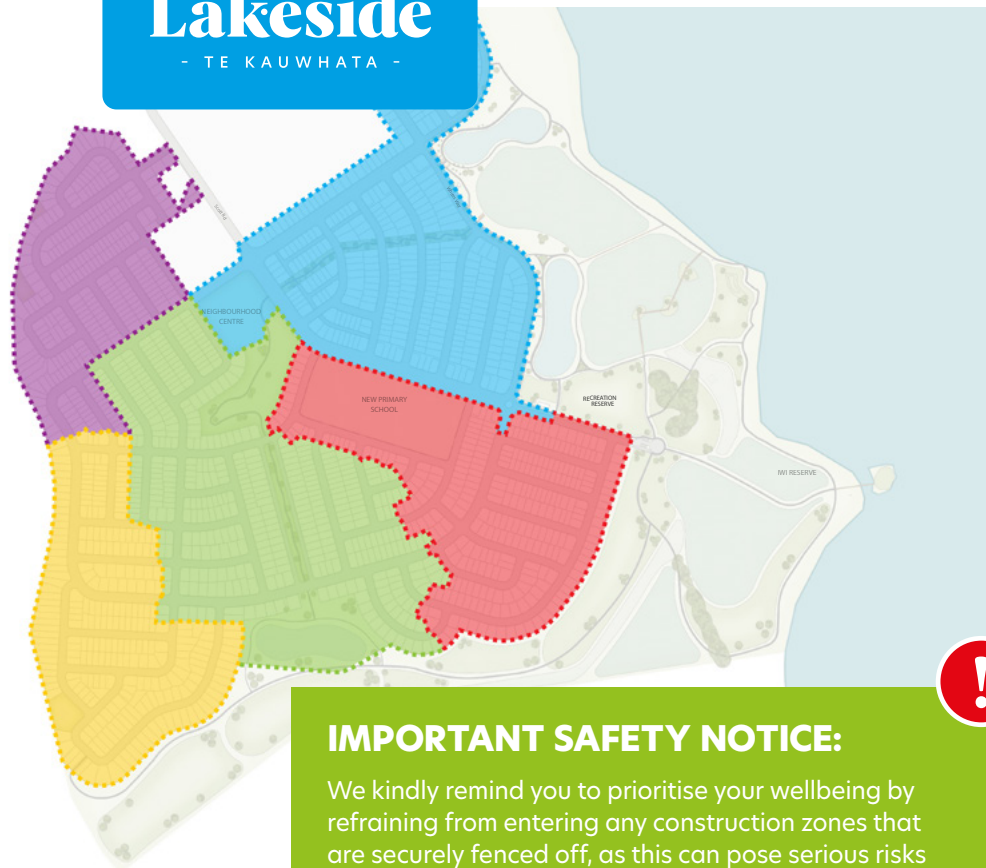 Lakeside
- TE KAUWHATA -
NEIGHBOURHOOD
CENTRE
NEW PRIMARY
SCHOOL
RECREATION
RESERVE
IWI RESERVE
!
IMPORTANT SAFETY NOTICE:
We kindly remind you to prioritise your wellbeing by
refraining from entering any construction zones that
are securely fenced off, as this can pose serious risks